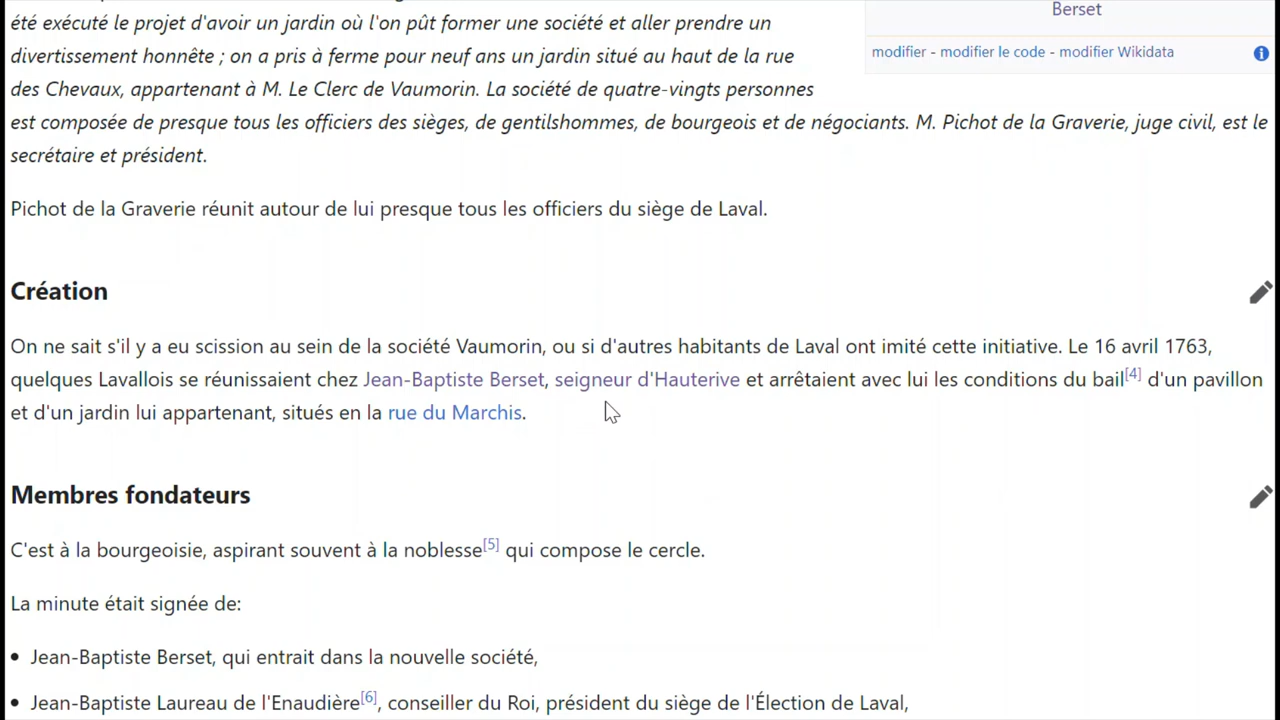 Berset
été exécuté le projet d'avoir un jardin où l'on pût former une société et aller prendre un
modifier - modifier le code - modifier Wikidata
divertissement honnête ; on a pris à ferme pour neuf ans un jardin situé au haut de la rue
des Chevaux, appartenant à M. Le Clerc de Vaumorin. La société de quatre-vingts personnes
est composée de presque tous les officiers des sièges, de gentilshommes, de bourgeois et de négociants. M. Pichot de la Graverie, juge civil, est le
secrétaire et président.
Pichot de la Graverie réunit autour de lui presque tous les officiers du siège de Laval.
Création
On ne sait s'il y a eu scission au sein de la société Vaumorin, ou si d'autres habitants de Laval ont imité cette initiative. Le 16 avril 1763,
quelques Lavallois se réunissaient chez Jean-Baptiste Berset, seigneur d'Hauterive et arrêtaient avec lui les conditions du bail[4] d'un pavillon
et d'un jardin lui appartenant, situés en la rue du Marchis.
Membres fondateurs
C'est à la bourgeoisie, aspirant souvent à la noblesse[5] qui compose le cercle.
La minute était signée de:
• Jean-Baptiste Berset, qui entrait dans la nouvelle société,
• Jean-Baptiste Laureau de l'Enaudière[6], conseiller du Roi, président du siège de l'Élection de Laval,